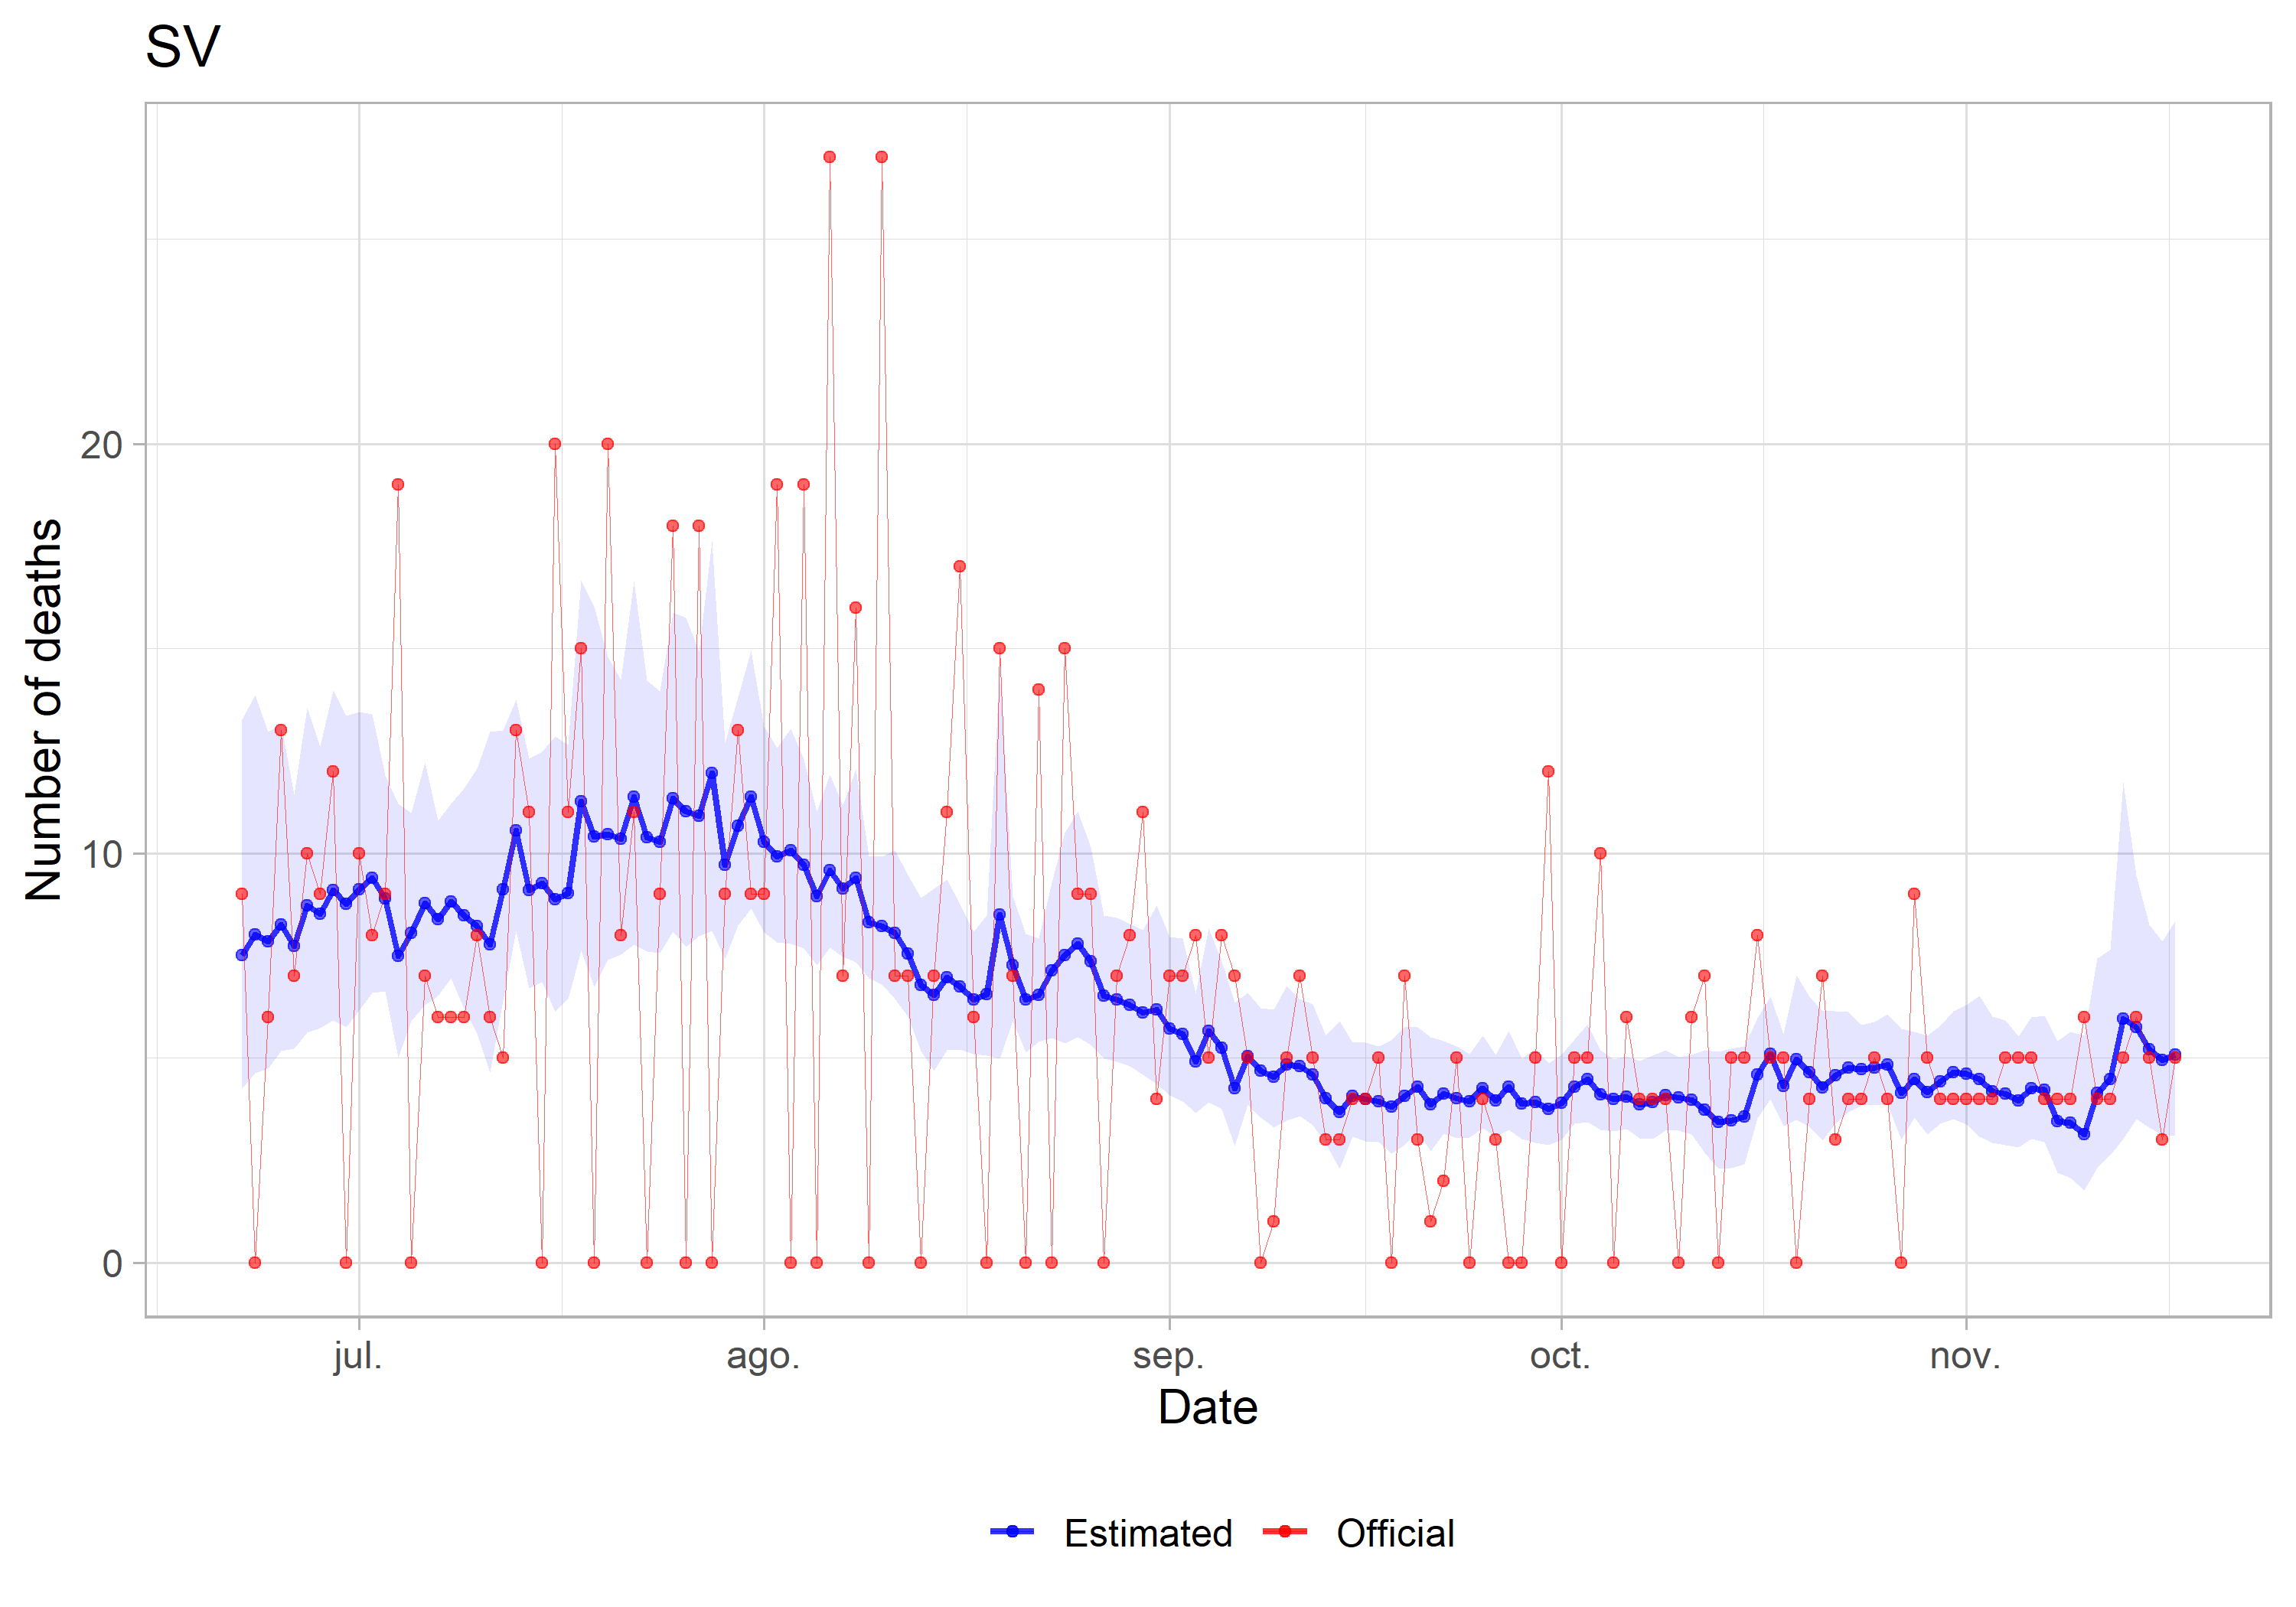 SV
Number of deaths
20
10
0
jul.
ago.
sep.
oct.
nov.
Date
Estimated
Official